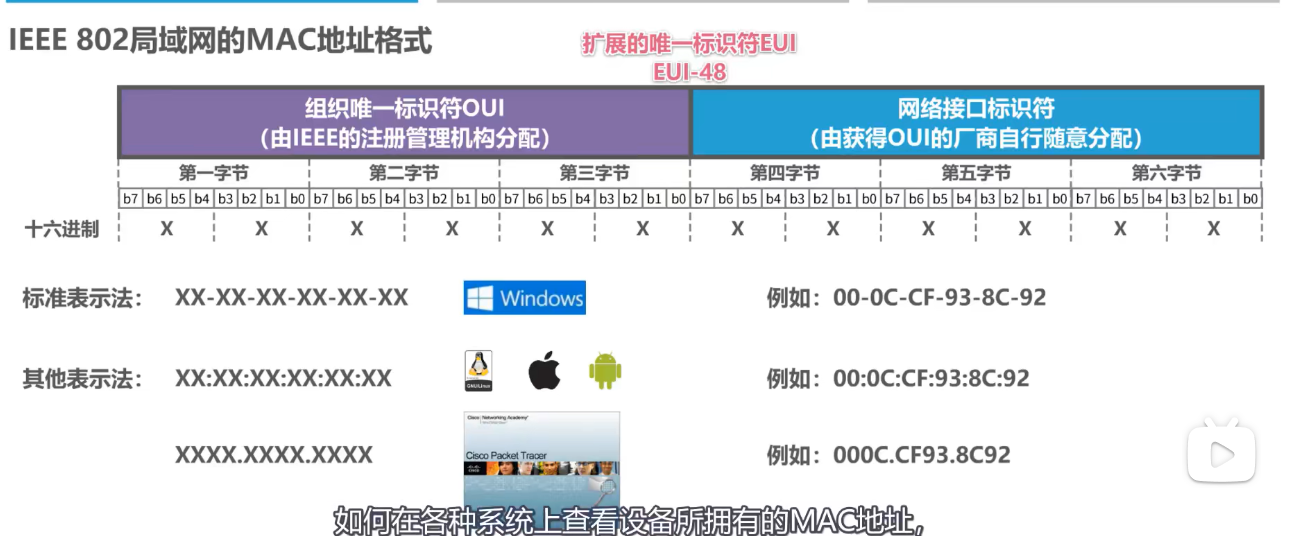 IEEE 802局域网的MAC地址格式
扩展的唯一标识符EUI
EUI-48
组织唯一标识符OUI
(由IEEE的注册管理机构分配)
网络接口标识符
(由获得OUI的厂商自行随意分配)
第一字节 第二字节 第三字节 第四字节 第五字节 第六字节
b7 b6 b5 b4 b3 b2 b1 b0 b7 b6 b5 b4 b3 b2 b1 b0 b7 b6 b5 b4 b3 b2 b1 b0 b7 b6 b5 b4 b3 b2 b1 b0 b7 b6 b5 b4 b3 b2 b1 b0 b7 b6 b5 b4 b3 b2 b1 b0
十六进制 X X X X X X X X X X X X
标准表示法: XX-XX-XX-XX-XX-XX Windows 例如: 00-0C-CF-93-8C-92
其他表示法: XX:XX:XX:XX:XX:XX GNU/Linux 例如: 00:0C:CF:93:8C:92
Cisco Networking Academy
Cisco Packet Tracer
XXXX.XXXX.XXXX 例如: 000C.CF93.8C92
如何在各种系统上查看设备所拥有的MAC地址,